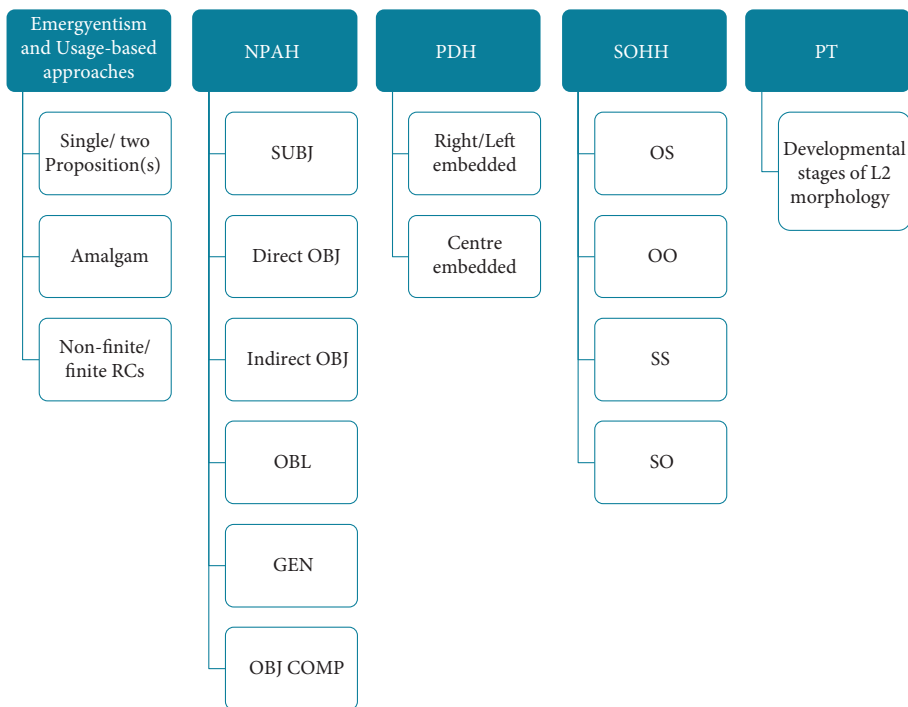 Emergyentism
and Usage-based
approaches
Single/ two
Proposition(s)
Amalgam
Non-finite/
finite RCs
NPAH
SUBJ
Direct OBJ
Indirect OBJ
OBL
GEN
OBJ COMP
PDH
Right/Left
embedded
Centre
embedded
SOHH
OS
OO
SS
SO
PT
Developmental
stages of L2
morphology